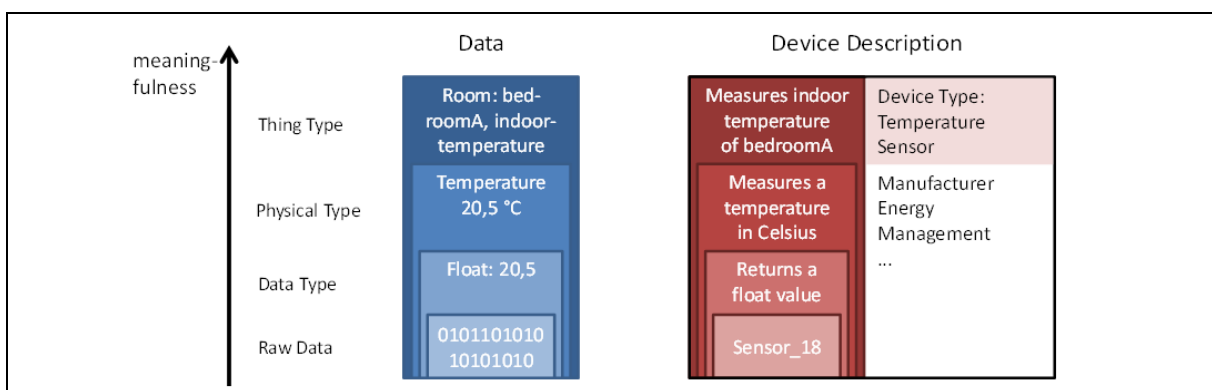 Data
Device Description
meaning-
fulness
Thing Type
Room: bed-
roomA, indoor-
temperature
Measures indoor
temperature
of bedroomA
Device Type:
Temperature
Sensor
Physical Type
Temperature
20,5 °C
Measures a
temperature
in Celsius
Manufacturer
Energy
Management
...
Data Type
Float: 20,5
Returns a
float value
Raw Data
0101101010
10101010
Sensor_18